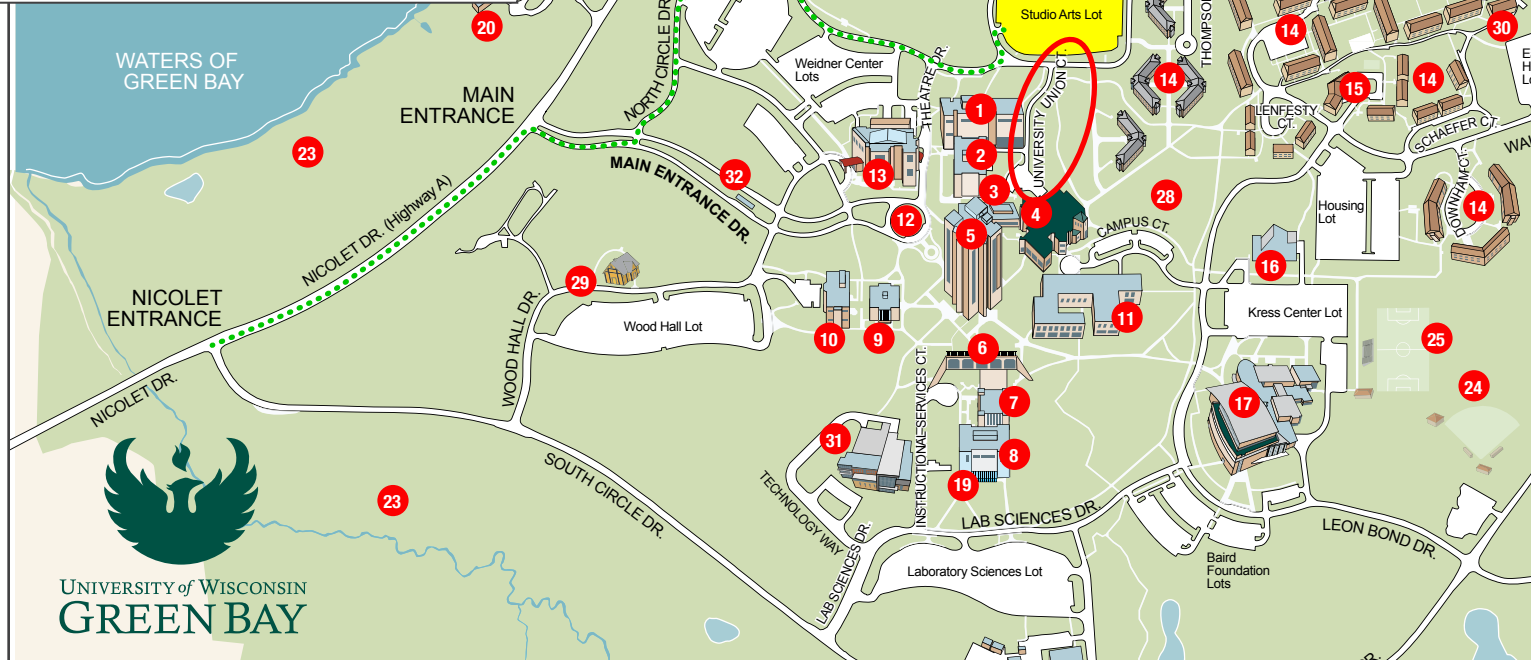 20
Studio Arts Lot
14
30
WATERS OF
GREEN BAY
MAIN
ENTRANCE
NORTH CIRCLE DR
Weidner Center
Lots
THEATRE DR.
UNIVERSITY UNION CT.
THOMPSON
14
15
14
LENFESTY
CT.
SCHAEFER CT.
1
2
3
4
5
13
12
23
32
MAIN ENTRANCE DR.
NICOLET DR. (Highway A)
28
CAMPUS CT.
Housing
Lot
DOWNHAM CT.
14
16
29
NICOLET
ENTRANCE
WOOD HALL DR.
Wood Hall Lot
10
9
11
Kress Center Lot
25
6
INSTRUCTIONAL SERVICES CT.
7
17
24
NICOLET DR.
31
8
19
23
SOUTH CIRCLE DR.
TECHNOLOGY WAY
LAB SCIENCES DR.
LAB SCIENCES DR.
LEON BOND DR.
Baird
Foundation
Lots
Laboratory Sciences Lot
UNIVERSITY of WISCONSIN
GREEN BAY